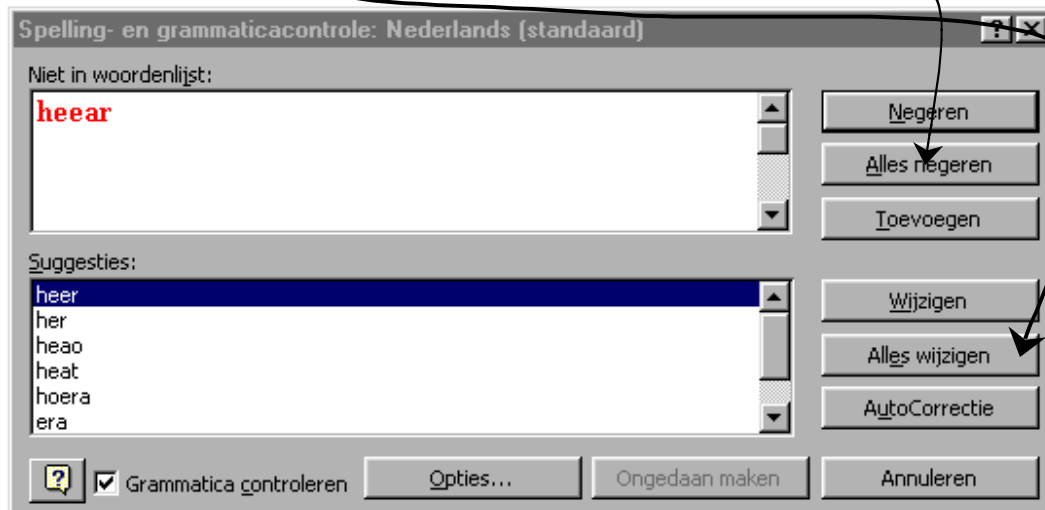 Spelling- en grammaticacontrole: Nederlands (standaard)
Niet in woordenlijst:
heear
Negeren
Alles negeren
Toevoegen
Suggesties:
heer
her
heao
heat
hoera
era
Wijzigen
Alles wijzigen
AutoCorrectie
Grammatica controleren
Opties...
Ongedaan maken
Annuleren